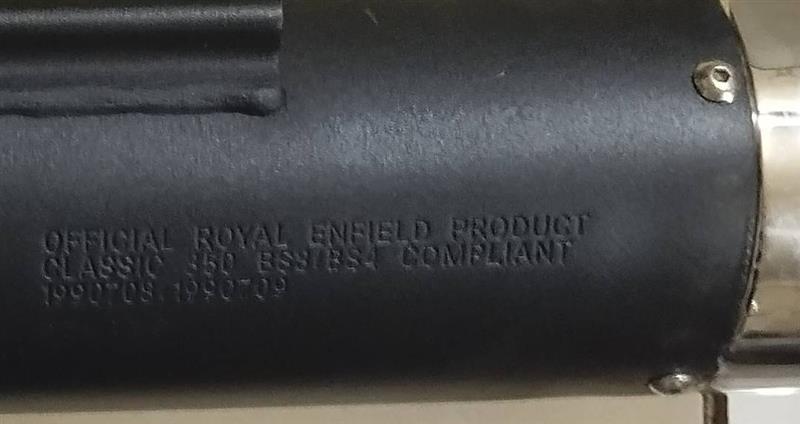 OFFICIAL ROYAL ENFIELD PRODUCT
CLASSIC 350 BS3/BS4 COMPLIANT
1990708/1990709